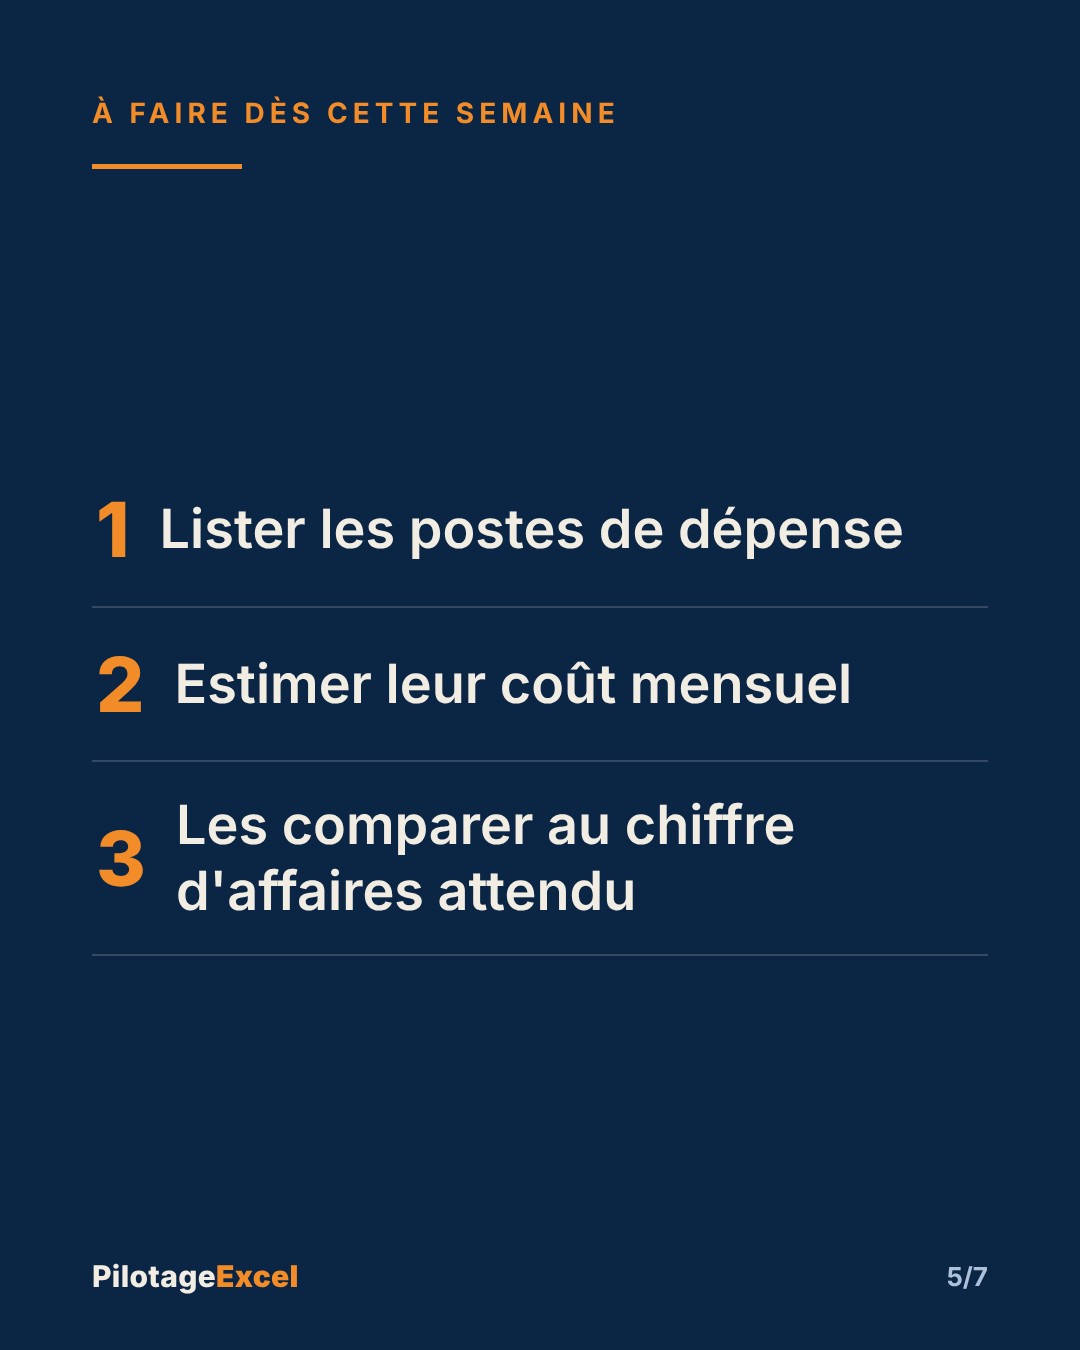 À FAIRE DÈS CETTE SEMAINE
1 Lister les postes de dépense
2 Estimer leur coût mensuel
3 Les comparer au chiffre
d'affaires attendu
PilotageExcel
5/7